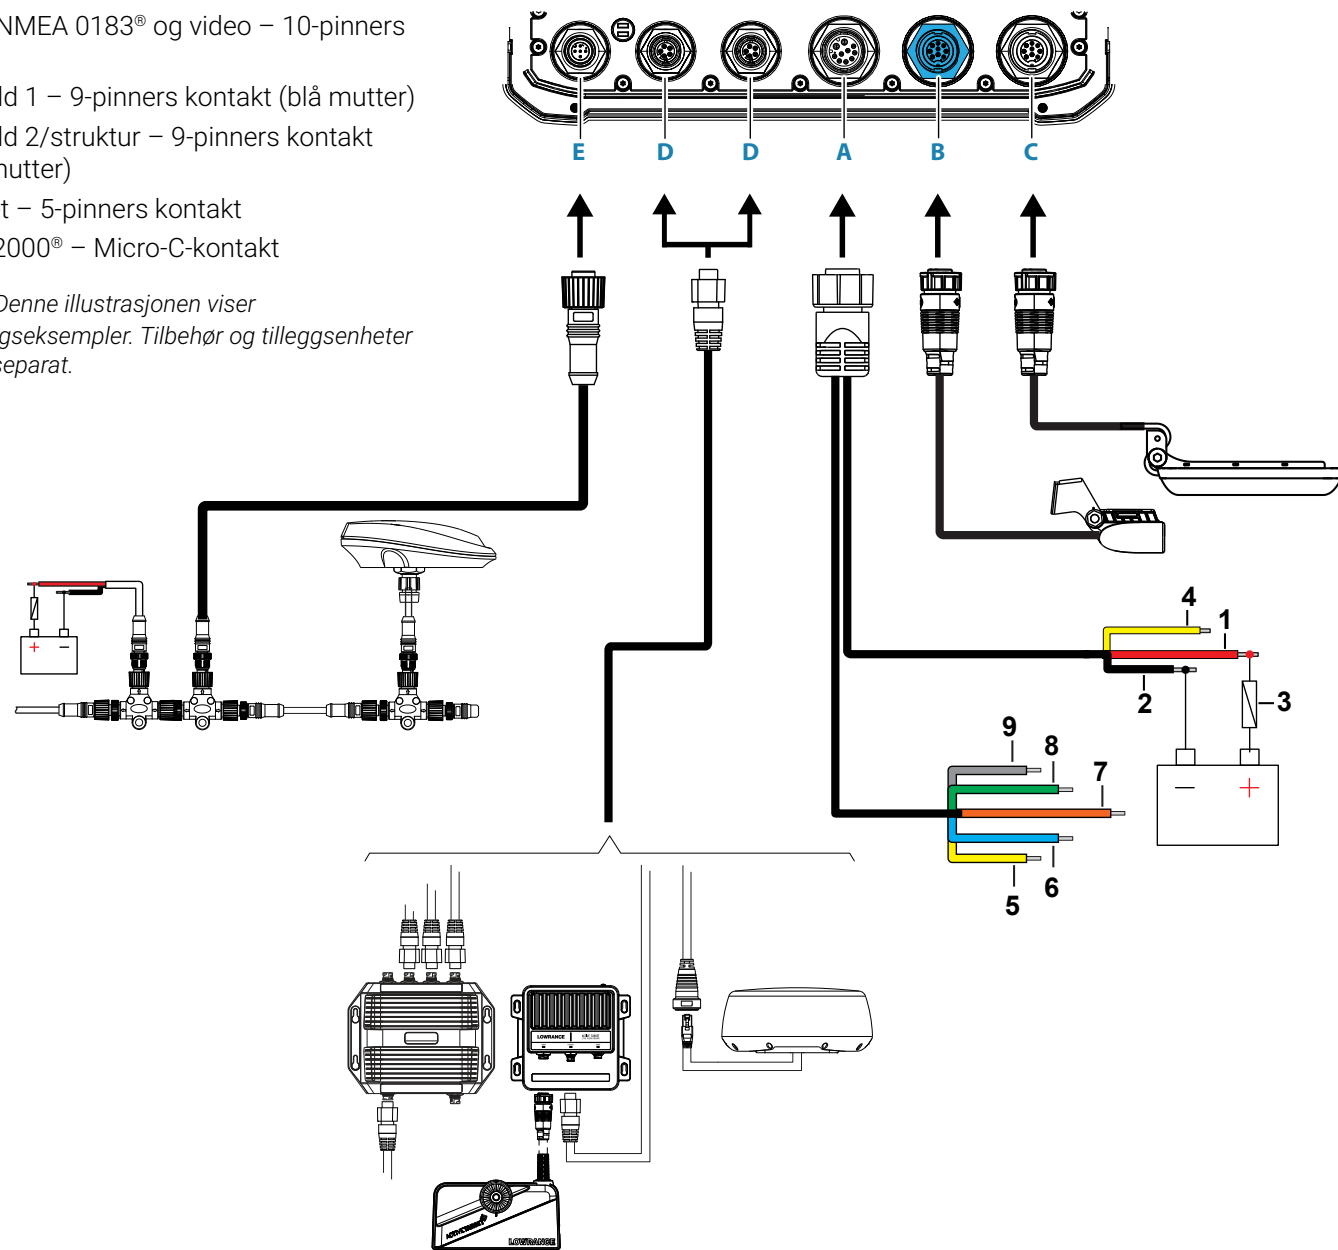 NMEA 0183® og video – 10-pinners
ld 1 – 9-pinners kontakt (blå mutter)
ld 2/struktur – 9-pinners kontakt
mutter)
t – 5-pinners kontakt
2000® – Micro-C-kontakt
Denne illustrasjonen viser
gseksempler. Tilbehør og tilleggsenheter
separat.
E D D A B C
4
1
2
3
+ –
– +
9
8
7
6
5
LOWRANCE
LOWRANCE